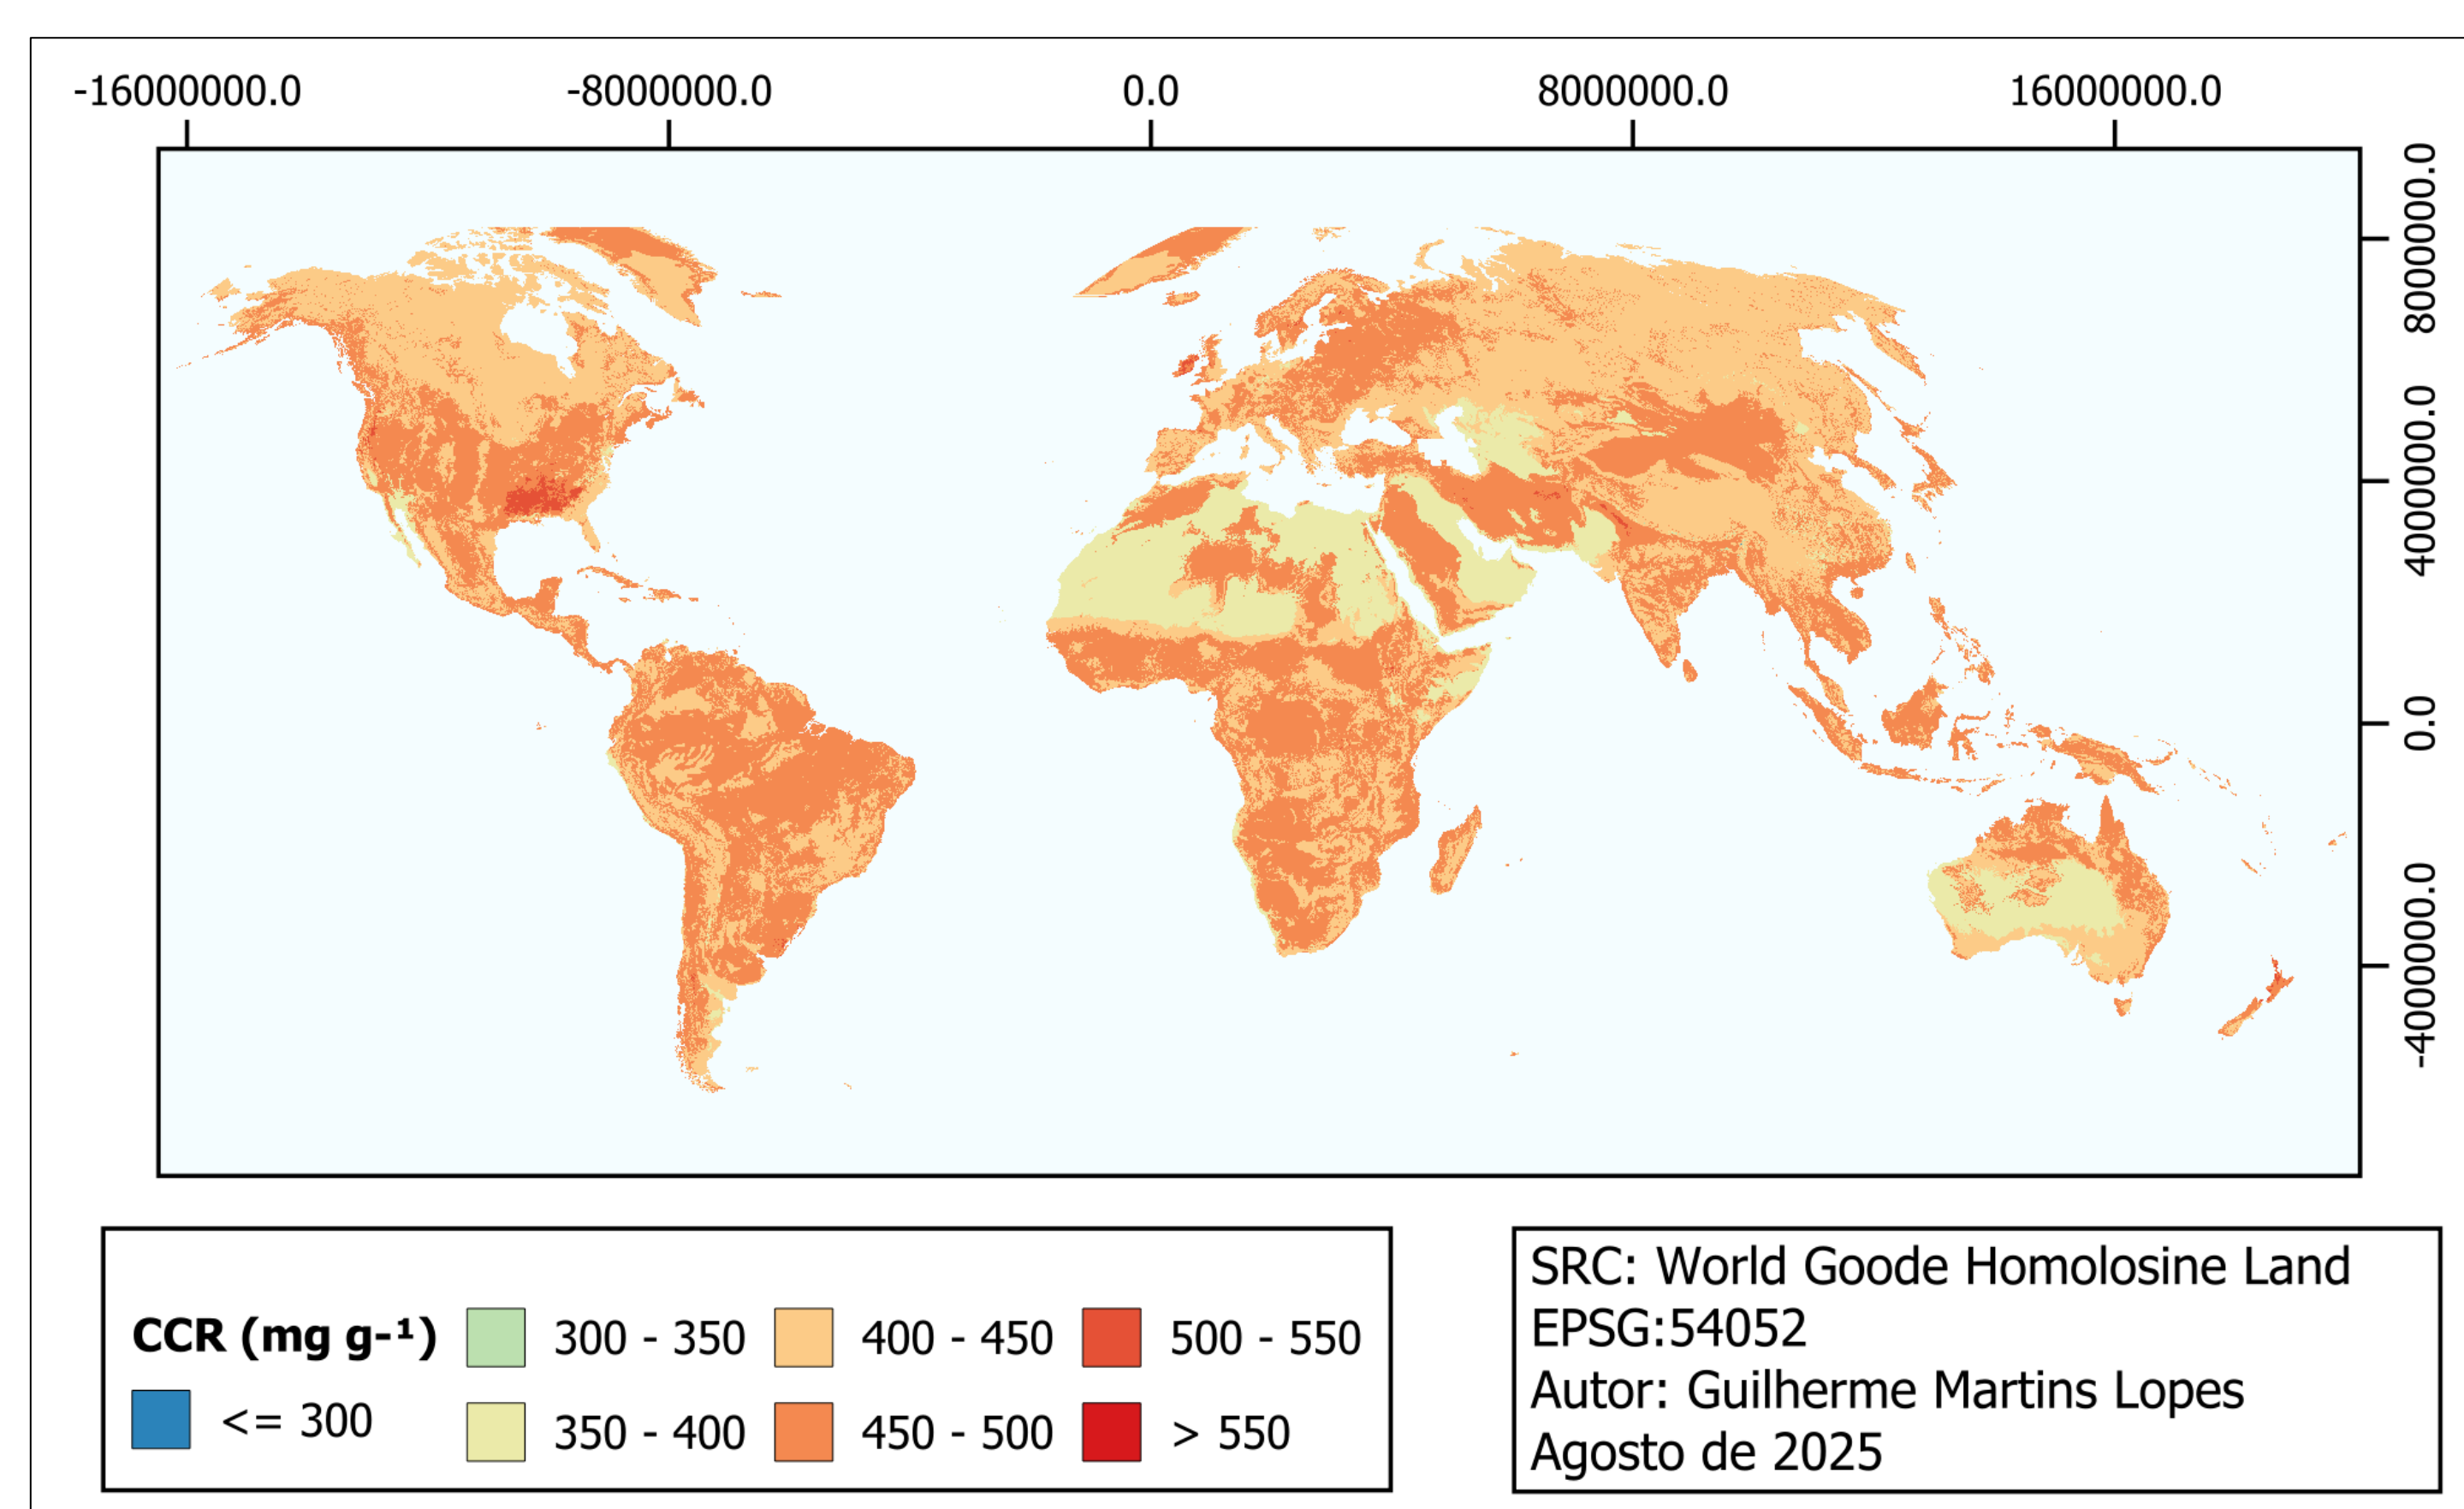 -16000000.0 -8000000.0 0.0 8000000.0 16000000.0
8000000.0
4000000.0
0.0
-4000000.0
CCR (mg g-¹)
<= 300
300 - 350
350 - 400
400 - 450
450 - 500
500 - 550
> 550
SRC: World Goode Homolosine Land
EPSG:54052
Autor: Guilherme Martins Lopes
Agosto de 2025